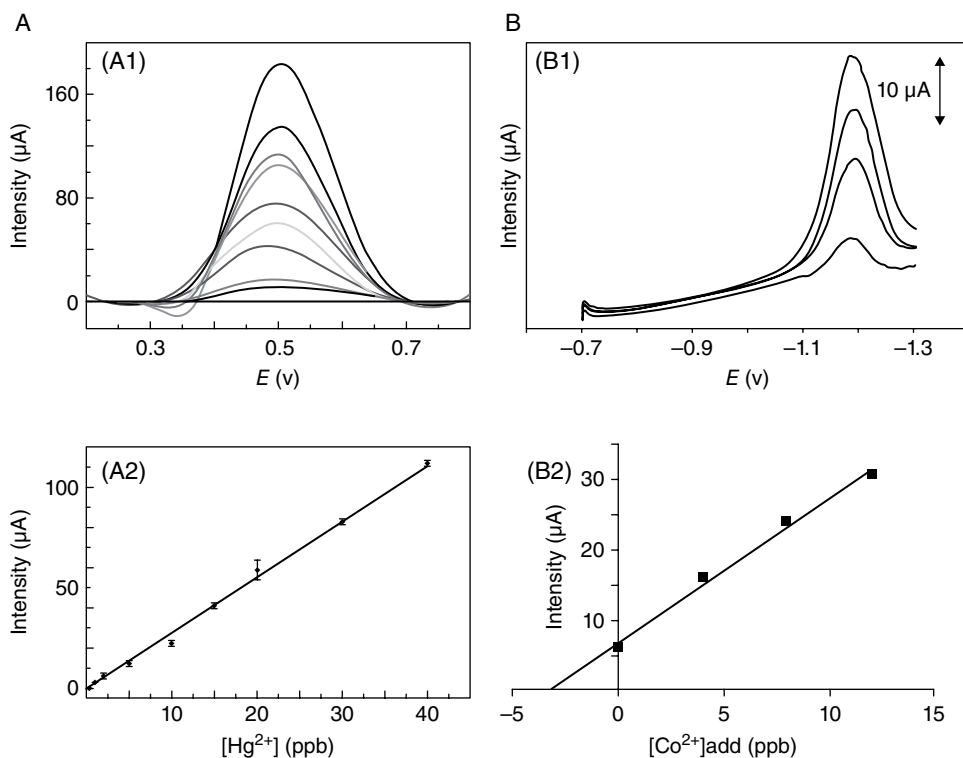 A
(A1)
Intensity (µA)
160
80
0
0.3 0.5 0.7
E (v)
B
(B1)
10 µA
Intensity (µA)
–0.7 –0.9 –1.1 –1.3
E (v)
(A2)
Intensity (µA)
100
50
0
10 20 30 40
[Hg²⁺] (ppb)
(B2)
Intensity (µA)
30
20
10
–5 0 5 10 15
[Co²⁺]add (ppb)